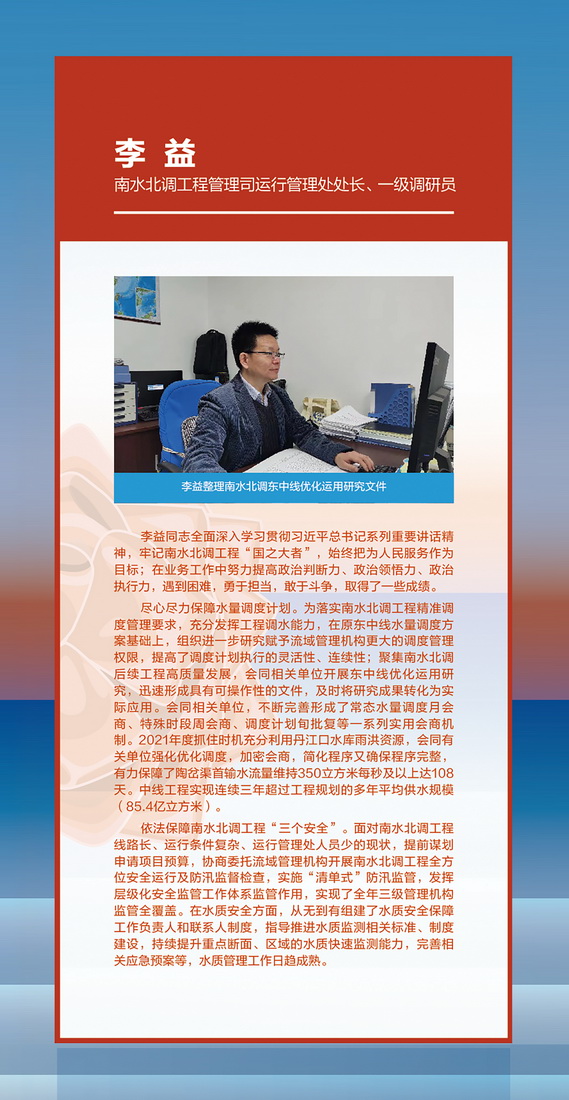 李 益
南水北调工程管理司运行管理处处长、一级调研员
李益整理南水北调东中线优化运用研究文件
李益同志全面深入学习贯彻习近平总书记系列重要讲话精
神，牢记南水北调工程“国之大者”，始终把为人民服务作为
目标；在业务工作中努力提高政治判断力、政治领悟力、政治
执行力，遇到困难，勇于担当，敢于斗争，取得了一些成绩。
尽心尽力保障水量调度计划。为落实南水北调工程精准调
度管理要求，充分发挥工程调水能力，在原东中线水量调度方
案基础上，组织进一步研究赋予流域管理机构更大的调度管理
权限，提高了调度计划执行的灵活性、连续性；聚集南水北调
后续工程高质量发展，会同相关单位开展东中线优化运用研
究，迅速形成具有可操作性的文件，及时将研究成果转化为实
际应用。会同相关单位，不断完善形成了常态水量调度月会
商、特殊时段周会商、调度计划旬批复等一系列实用会商机
制。2021年度抓住时机充分利用丹江口水库雨洪资源，会同有
关单位强化优化调度，加密会商，简化程序又确保程序完整，
有力保障了陶岔渠首输水流量维持350立方米每秒及以上达108
天。中线工程实现连续三年超过工程规划的多年平均供水规模
（85.4亿立方米）。
依法保障南水北调工程“三个安全”。面对南水北调工程
线路长、运行条件复杂、运行管理处人员少的现状，提前谋划
申请项目预算，协商委托流域管理机构开展南水北调工程全方
位安全运行及防汛监督检查，实施“清单式”防汛监管，发挥
层级化安全监管工作体系监管作用，实现了全年三级管理机构
监管全覆盖。在水质安全方面，从无到有组建了水质安全保障
工作负责人和联系人制度，指导推进水质监测相关标准、制度
建设，持续提升重点断面、区域的水质快速监测能力，完善相
关应急预案等，水质管理工作日趋成熟。